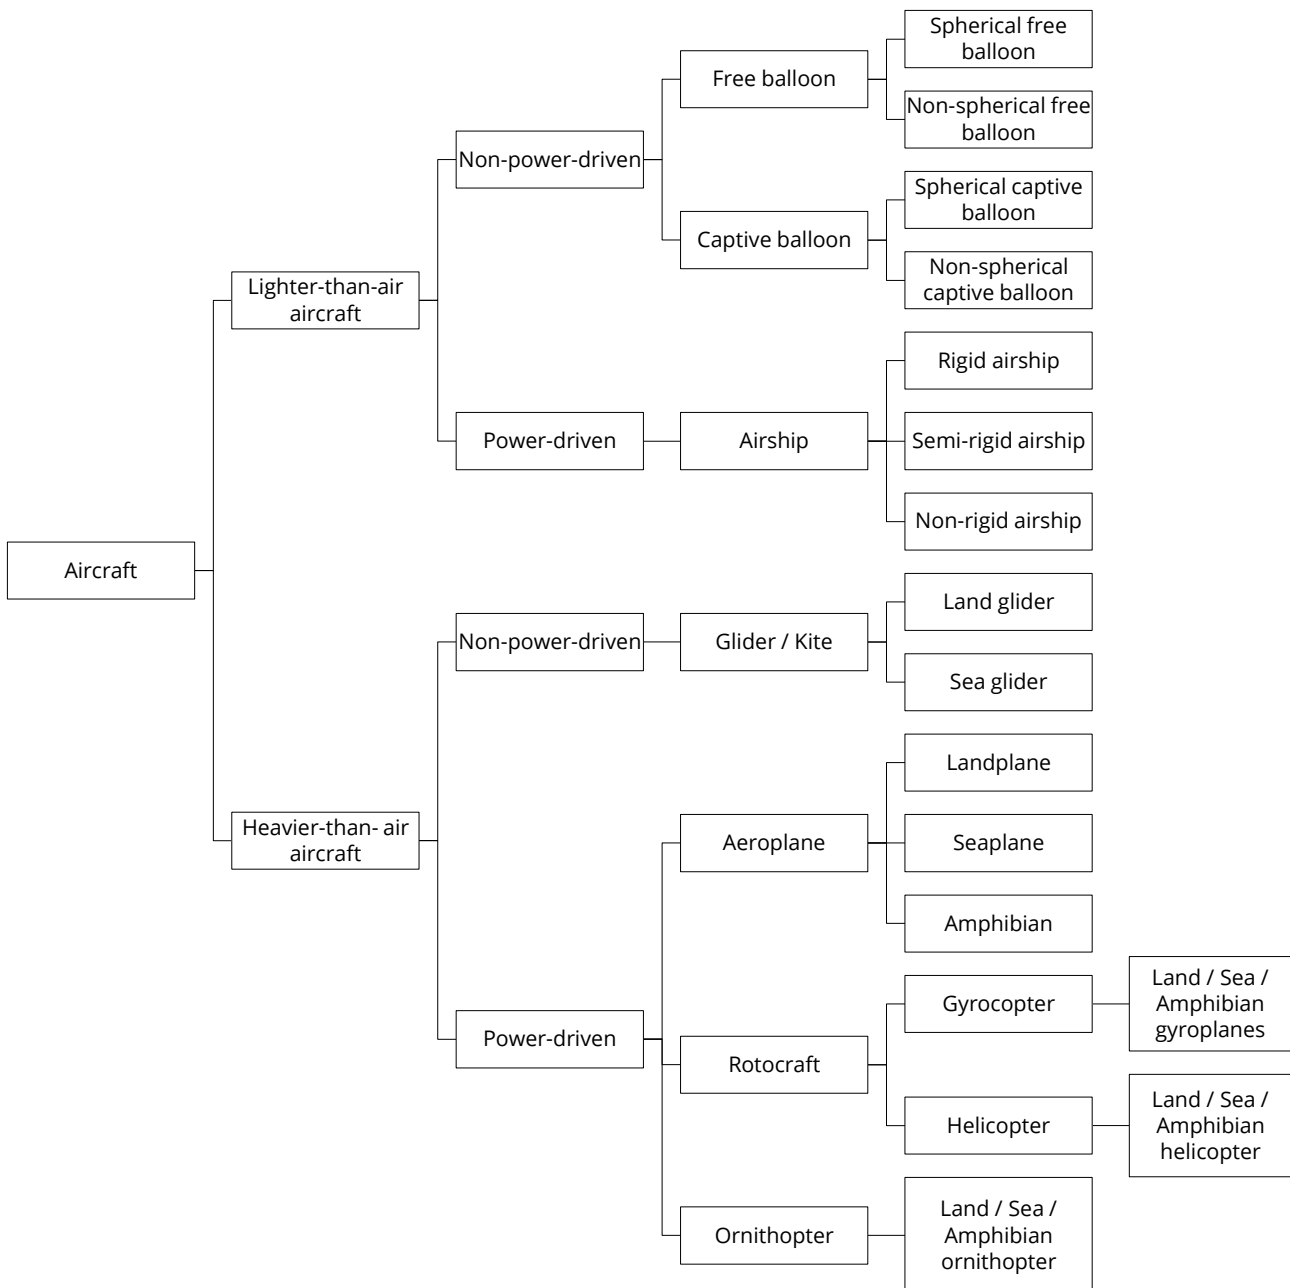 Spherical free
balloon
Free balloon
Non-spherical free
balloon
Non-power-driven
Spherical captive
balloon
Captive balloon
Non-spherical
captive balloon
Lighter-than-air
aircraft
Rigid airship
Power-driven
Airship
Semi-rigid airship
Non-rigid airship
Aircraft
Land glider
Non-power-driven
Glider / Kite
Sea glider
Landplane
Heavier-than- air
aircraft
Aeroplane
Seaplane
Amphibian
Gyrocopter
Land / Sea /
Amphibian
gyroplanes
Power-driven
Rotocraft
Helicopter
Land / Sea /
Amphibian
helicopter
Ornithopter
Land / Sea /
Amphibian
ornithopter